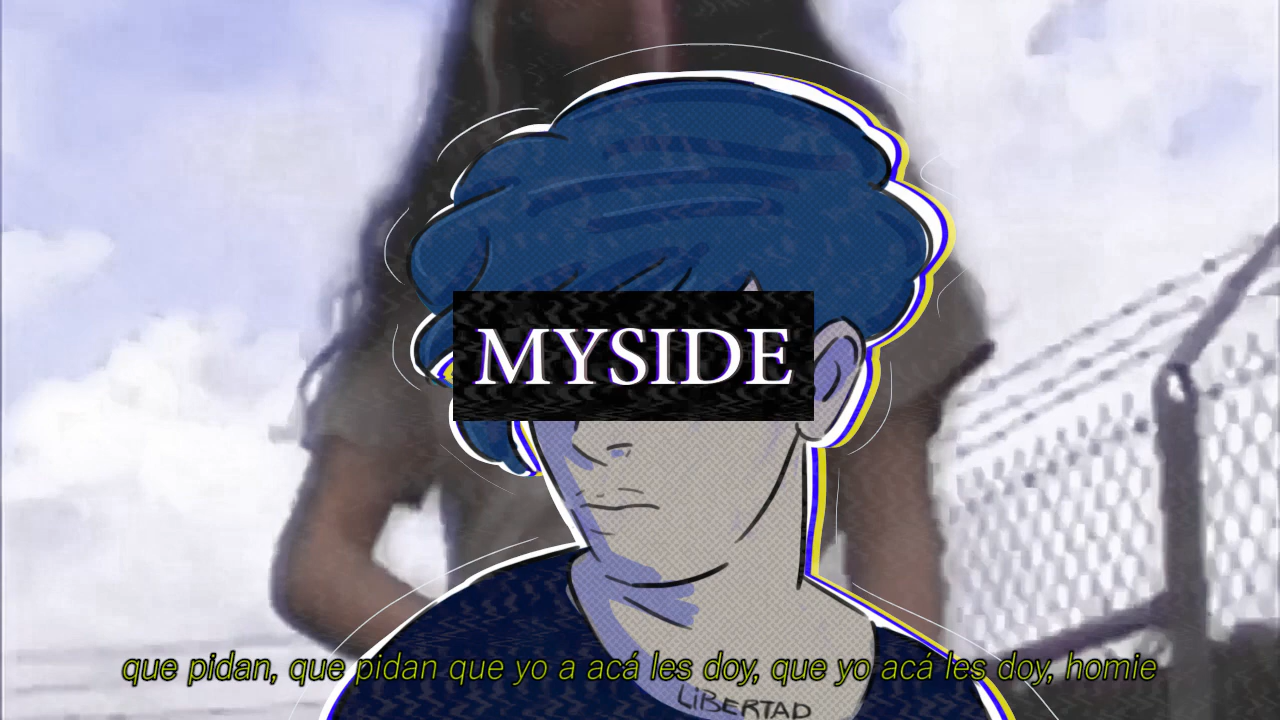 MYSIDE
que pidan, que pidan que yo a acá les doy, que yo acá les doy, homie
LiBERTAD